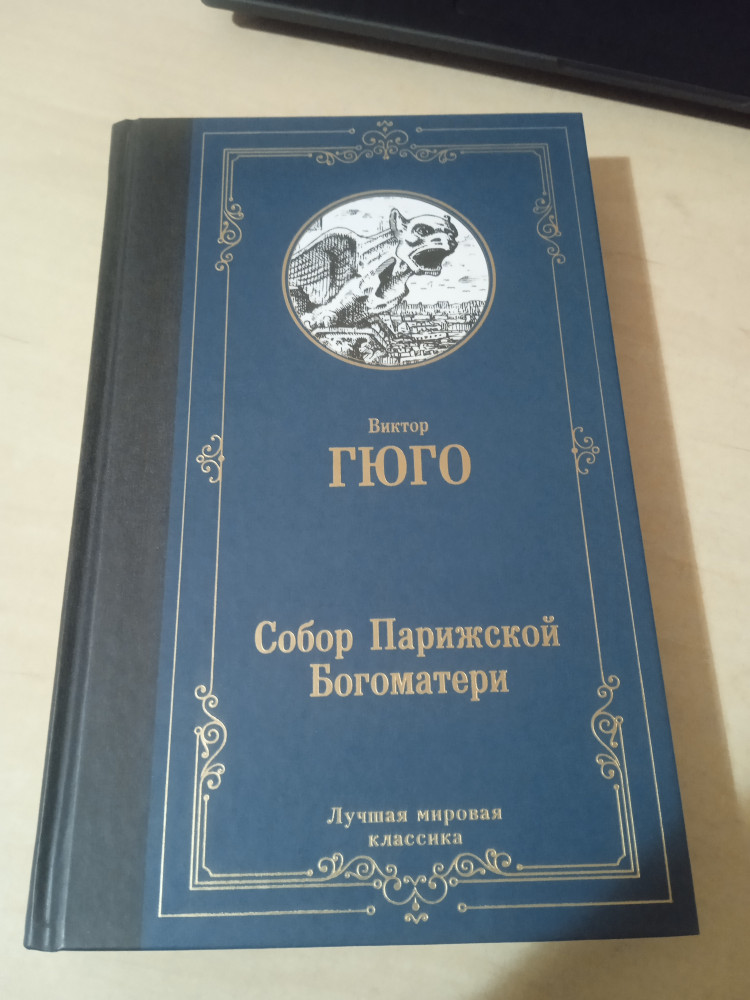 Виктор
ГЮГО
Собор Парижской
Богоматери
Лучшая мировая
классика